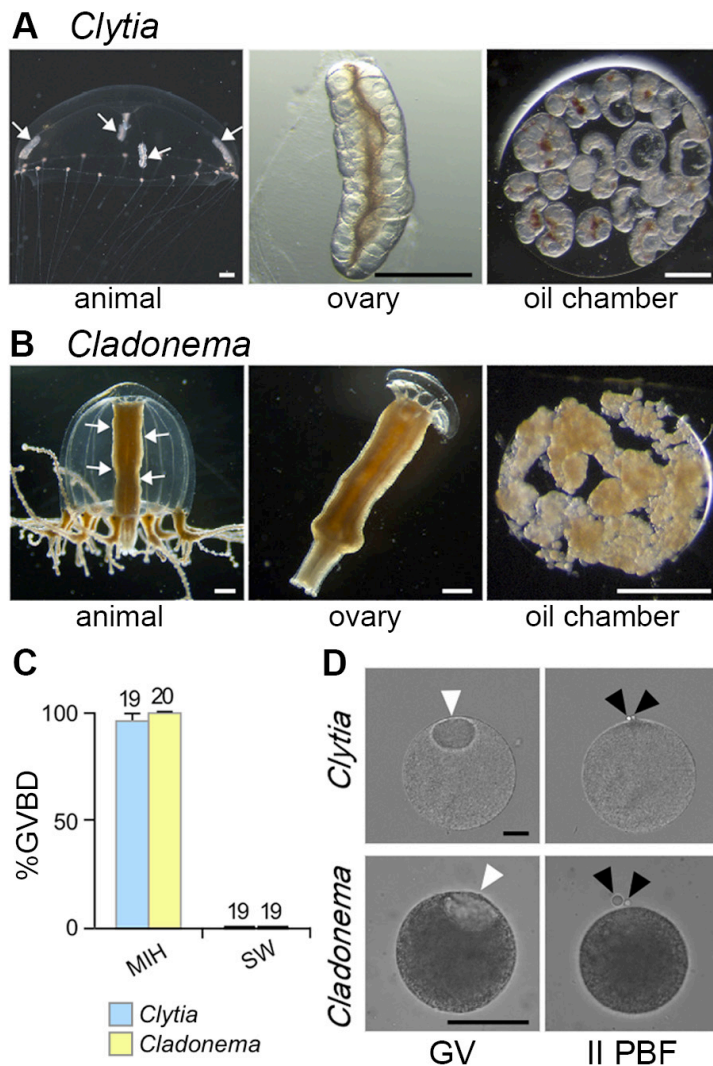 A Clytia
animal ovary oil chamber
B Cladonema
animal ovary oil chamber
C
%GVBD
100
50
0
19 20
19 19
MIH SW
Clytia
Cladonema
D
Clytia
Cladonema
GV II PBF